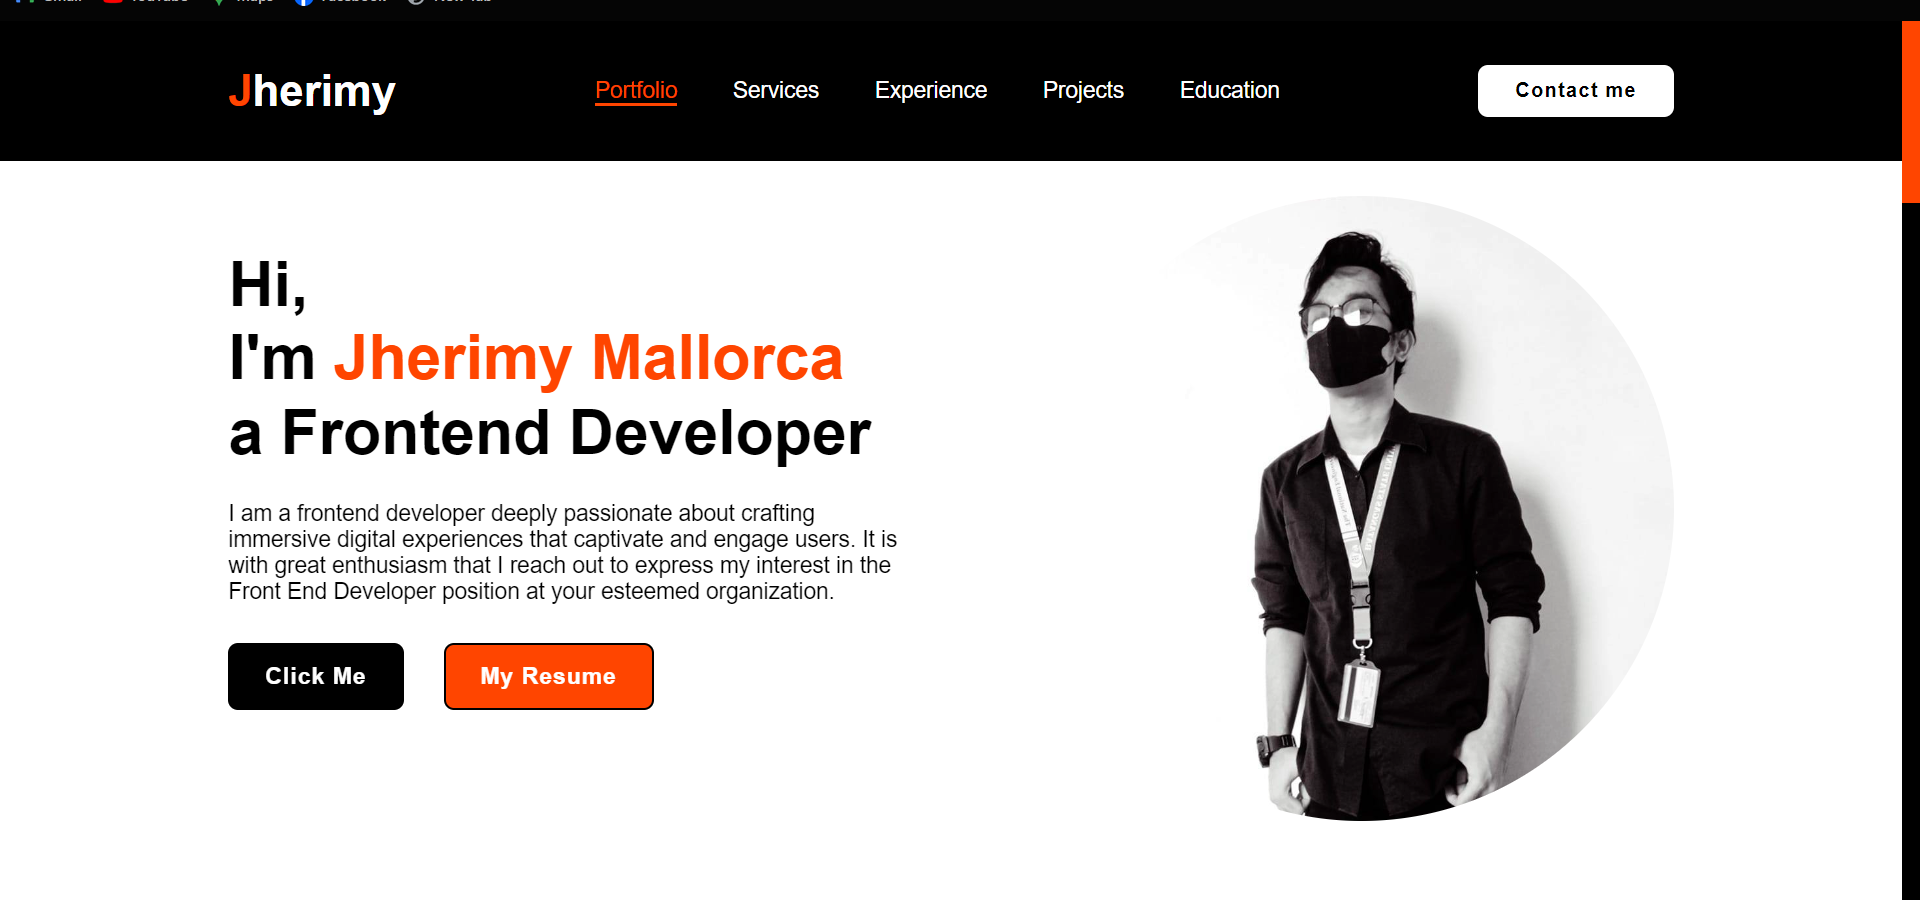 Jherimy
Portfolio
Services
Experience
Projects
Education
Contact me
Hi,
I'm Jherimy Mallorca
a Frontend Developer
I am a frontend developer deeply passionate about crafting
immersive digital experiences that captivate and engage users. It is
with great enthusiasm that I reach out to express my interest in the
Front End Developer position at your esteemed organization.
Click Me
My Resume